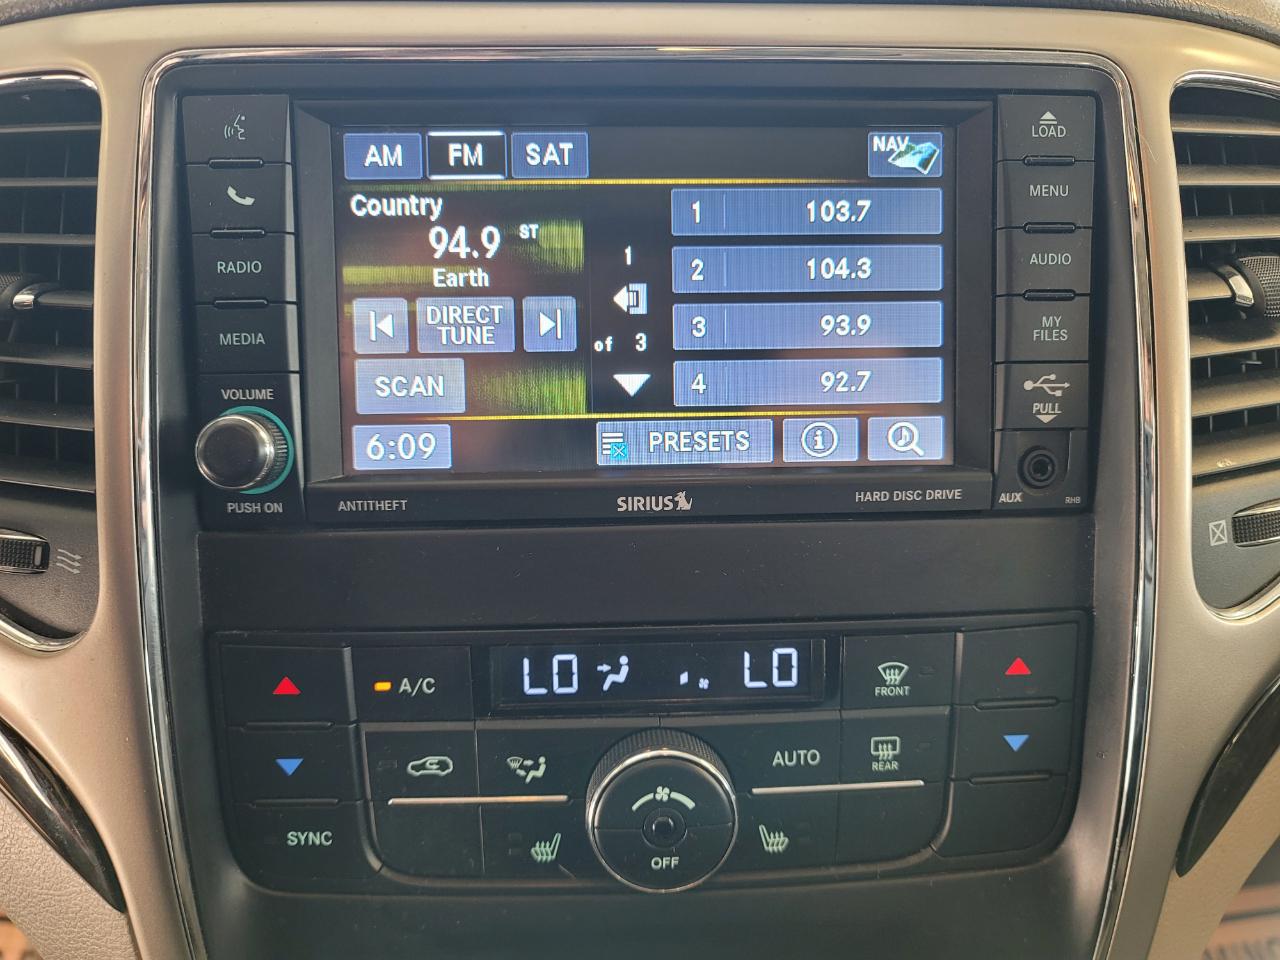 AM FM SAT NAV
Country
94.9 ST
Earth
DIRECT
TUNE
SCAN
6:09
1
of 3
1 103.7
2 104.3
3 93.9
4 92.7
PRESETS
RADIO
MEDIA
VOLUME
PUSH ON
LOAD
MENU
AUDIO
MY
FILES
PULL
AUX
RHB
ANTITHEFT
SIRIUS
HARD DISC DRIVE
A/C
LO
LO
FRONT
AUTO
REAR
SYNC
OFF